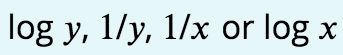 log y, 1/y, 1/x or log x